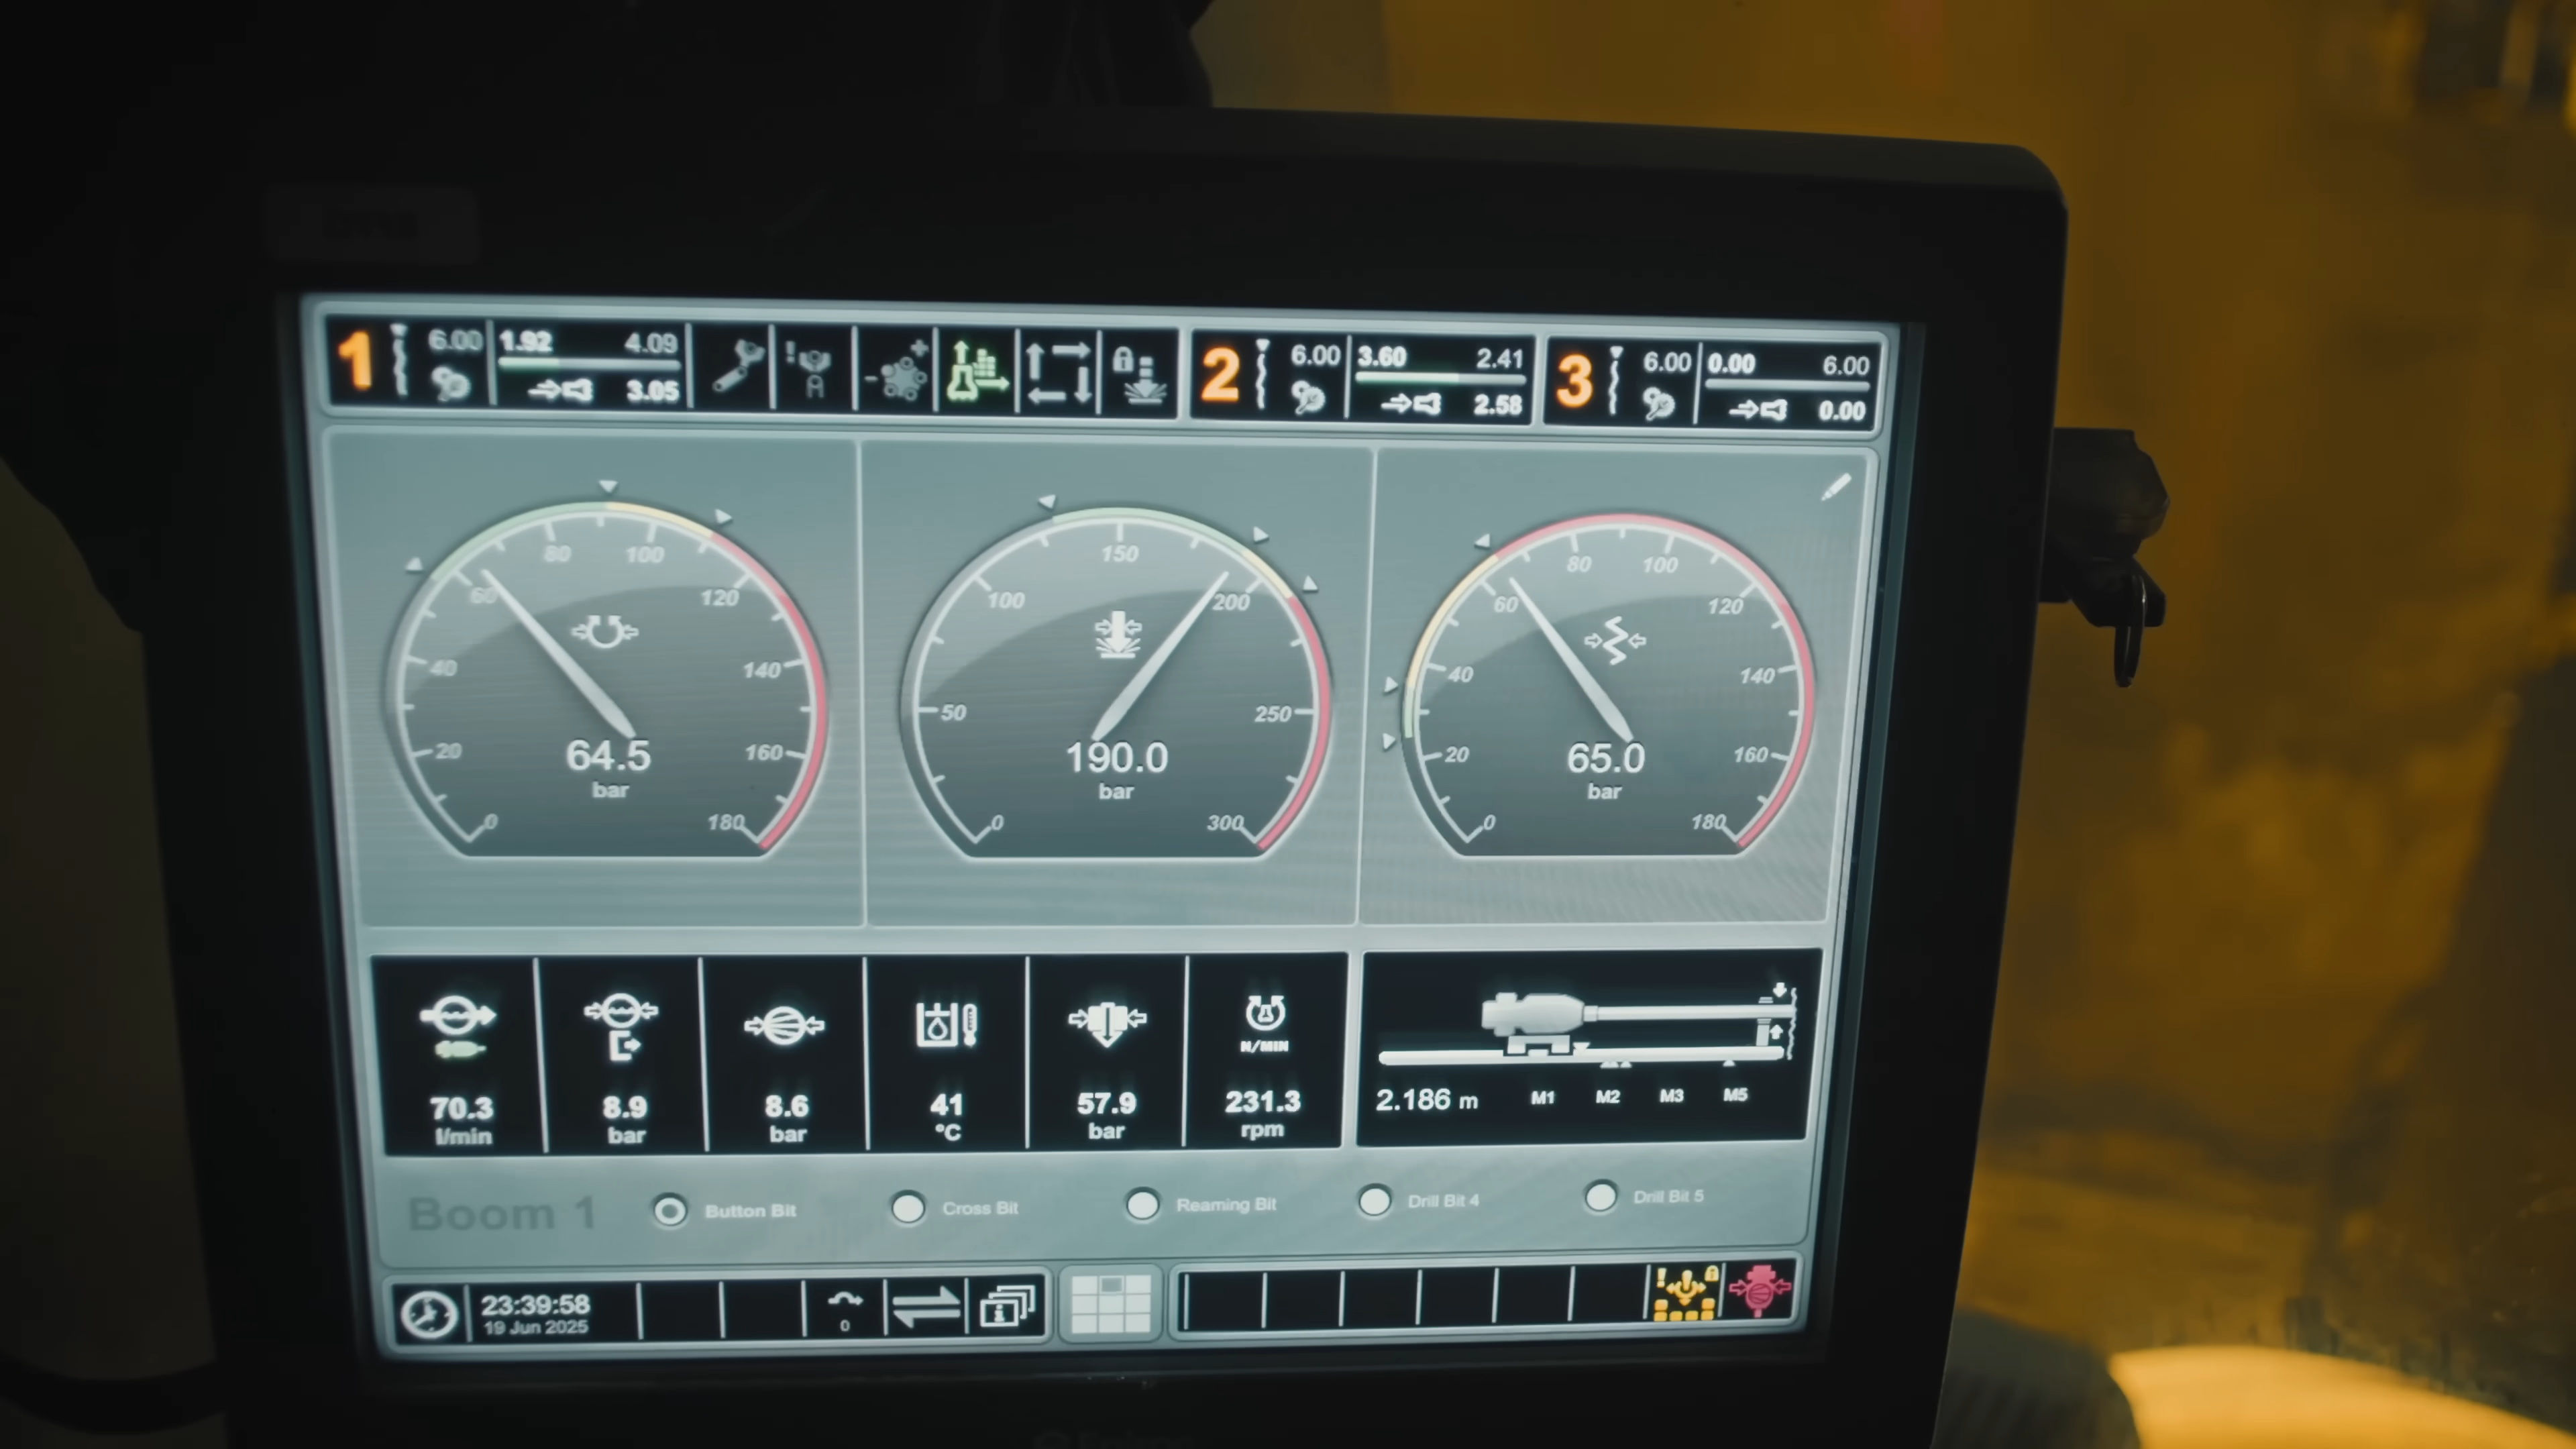 1 6.00 1.92 4.09 2 6.00 3.60 2.41 3 6.00 0.00 6.00
3.05 2.58 0.00
0 20 40 60 80 100 120 140 160 180
64.5
bar
0 50 100 150 200 250 300
190.0
bar
0 20 40 60 80 100 120 140 160 180
65.0
bar
N/MIN
70.3 8.9 8.6 41 57.9 231.3
l/min bar bar °C bar rpm
2.186 m M1 M2 M3 M5
Boom 1 Button Bit Cross Bit Reaming Bit Drill Bit 4 Drill Bit 5
23:39:58
19 Jun 2025
0